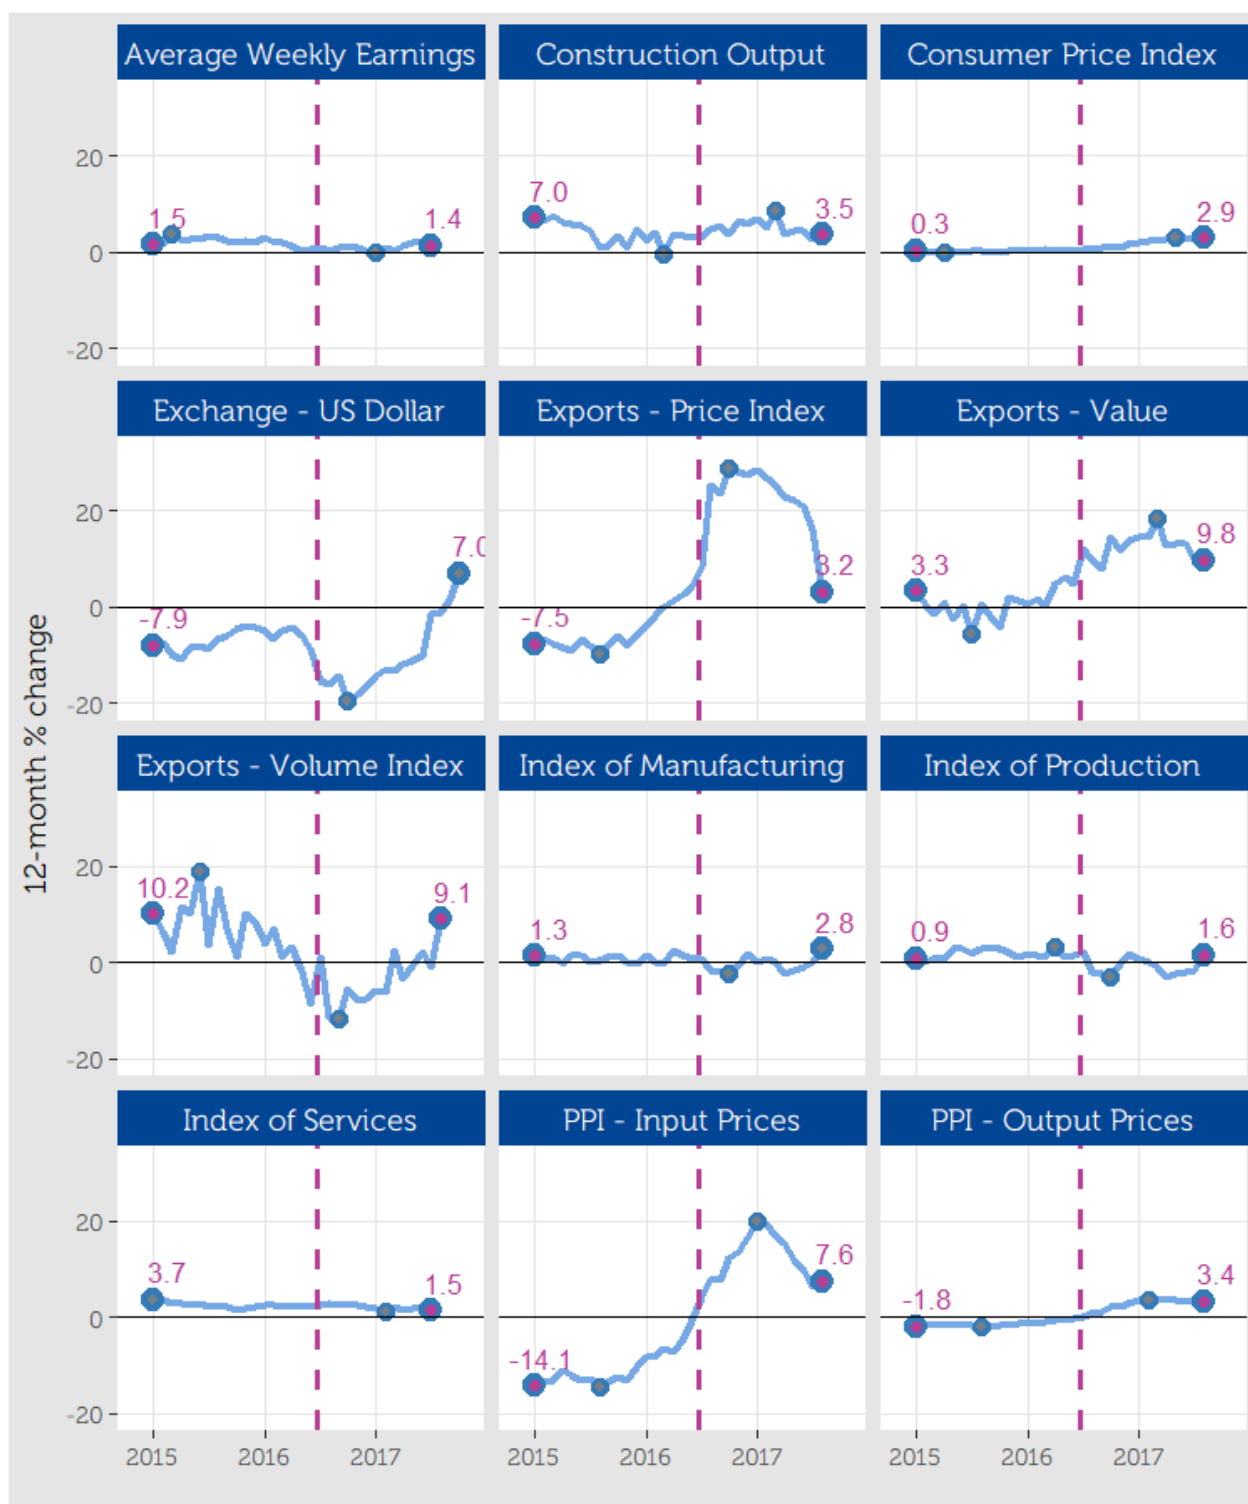 Average Weekly Earnings
Construction Output
Consumer Price Index
20
0
-20
1.5
1.4
7.0
3.5
0.3
2.9
Exchange - US Dollar
Exports - Price Index
Exports - Value
20
0
-20
-7.9
7.0
-7.5
3.2
3.3
9.8
12-month % change
Exports - Volume Index
Index of Manufacturing
Index of Production
20
0
-20
10.2
9.1
1.3
2.8
0.9
1.6
Index of Services
PPI - Input Prices
PPI - Output Prices
20
0
-20
3.7
1.5
-14.1
7.6
-1.8
3.4
2015 2016 2017
2015 2016 2017
2015 2016 2017